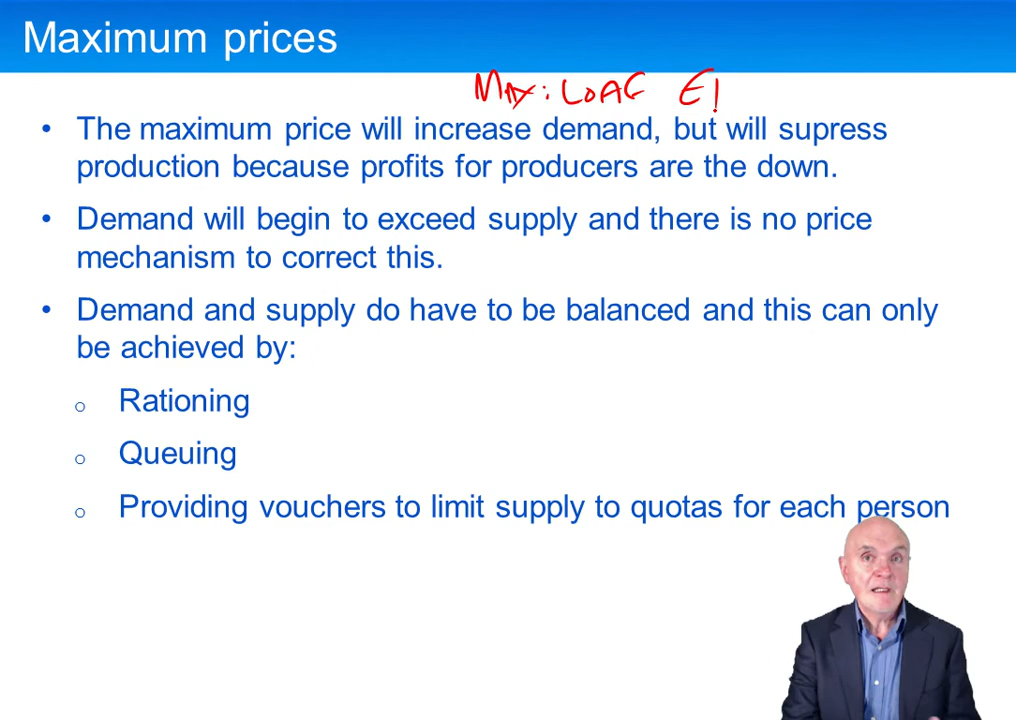 Maximum prices
MAX: LOAF £1
• The maximum price will increase demand, but will supress
production because profits for producers are the down.
• Demand will begin to exceed supply and there is no price
mechanism to correct this.
• Demand and supply do have to be balanced and this can only
be achieved by:
o Rationing
o Queuing
o Providing vouchers to limit supply to quotas for each person